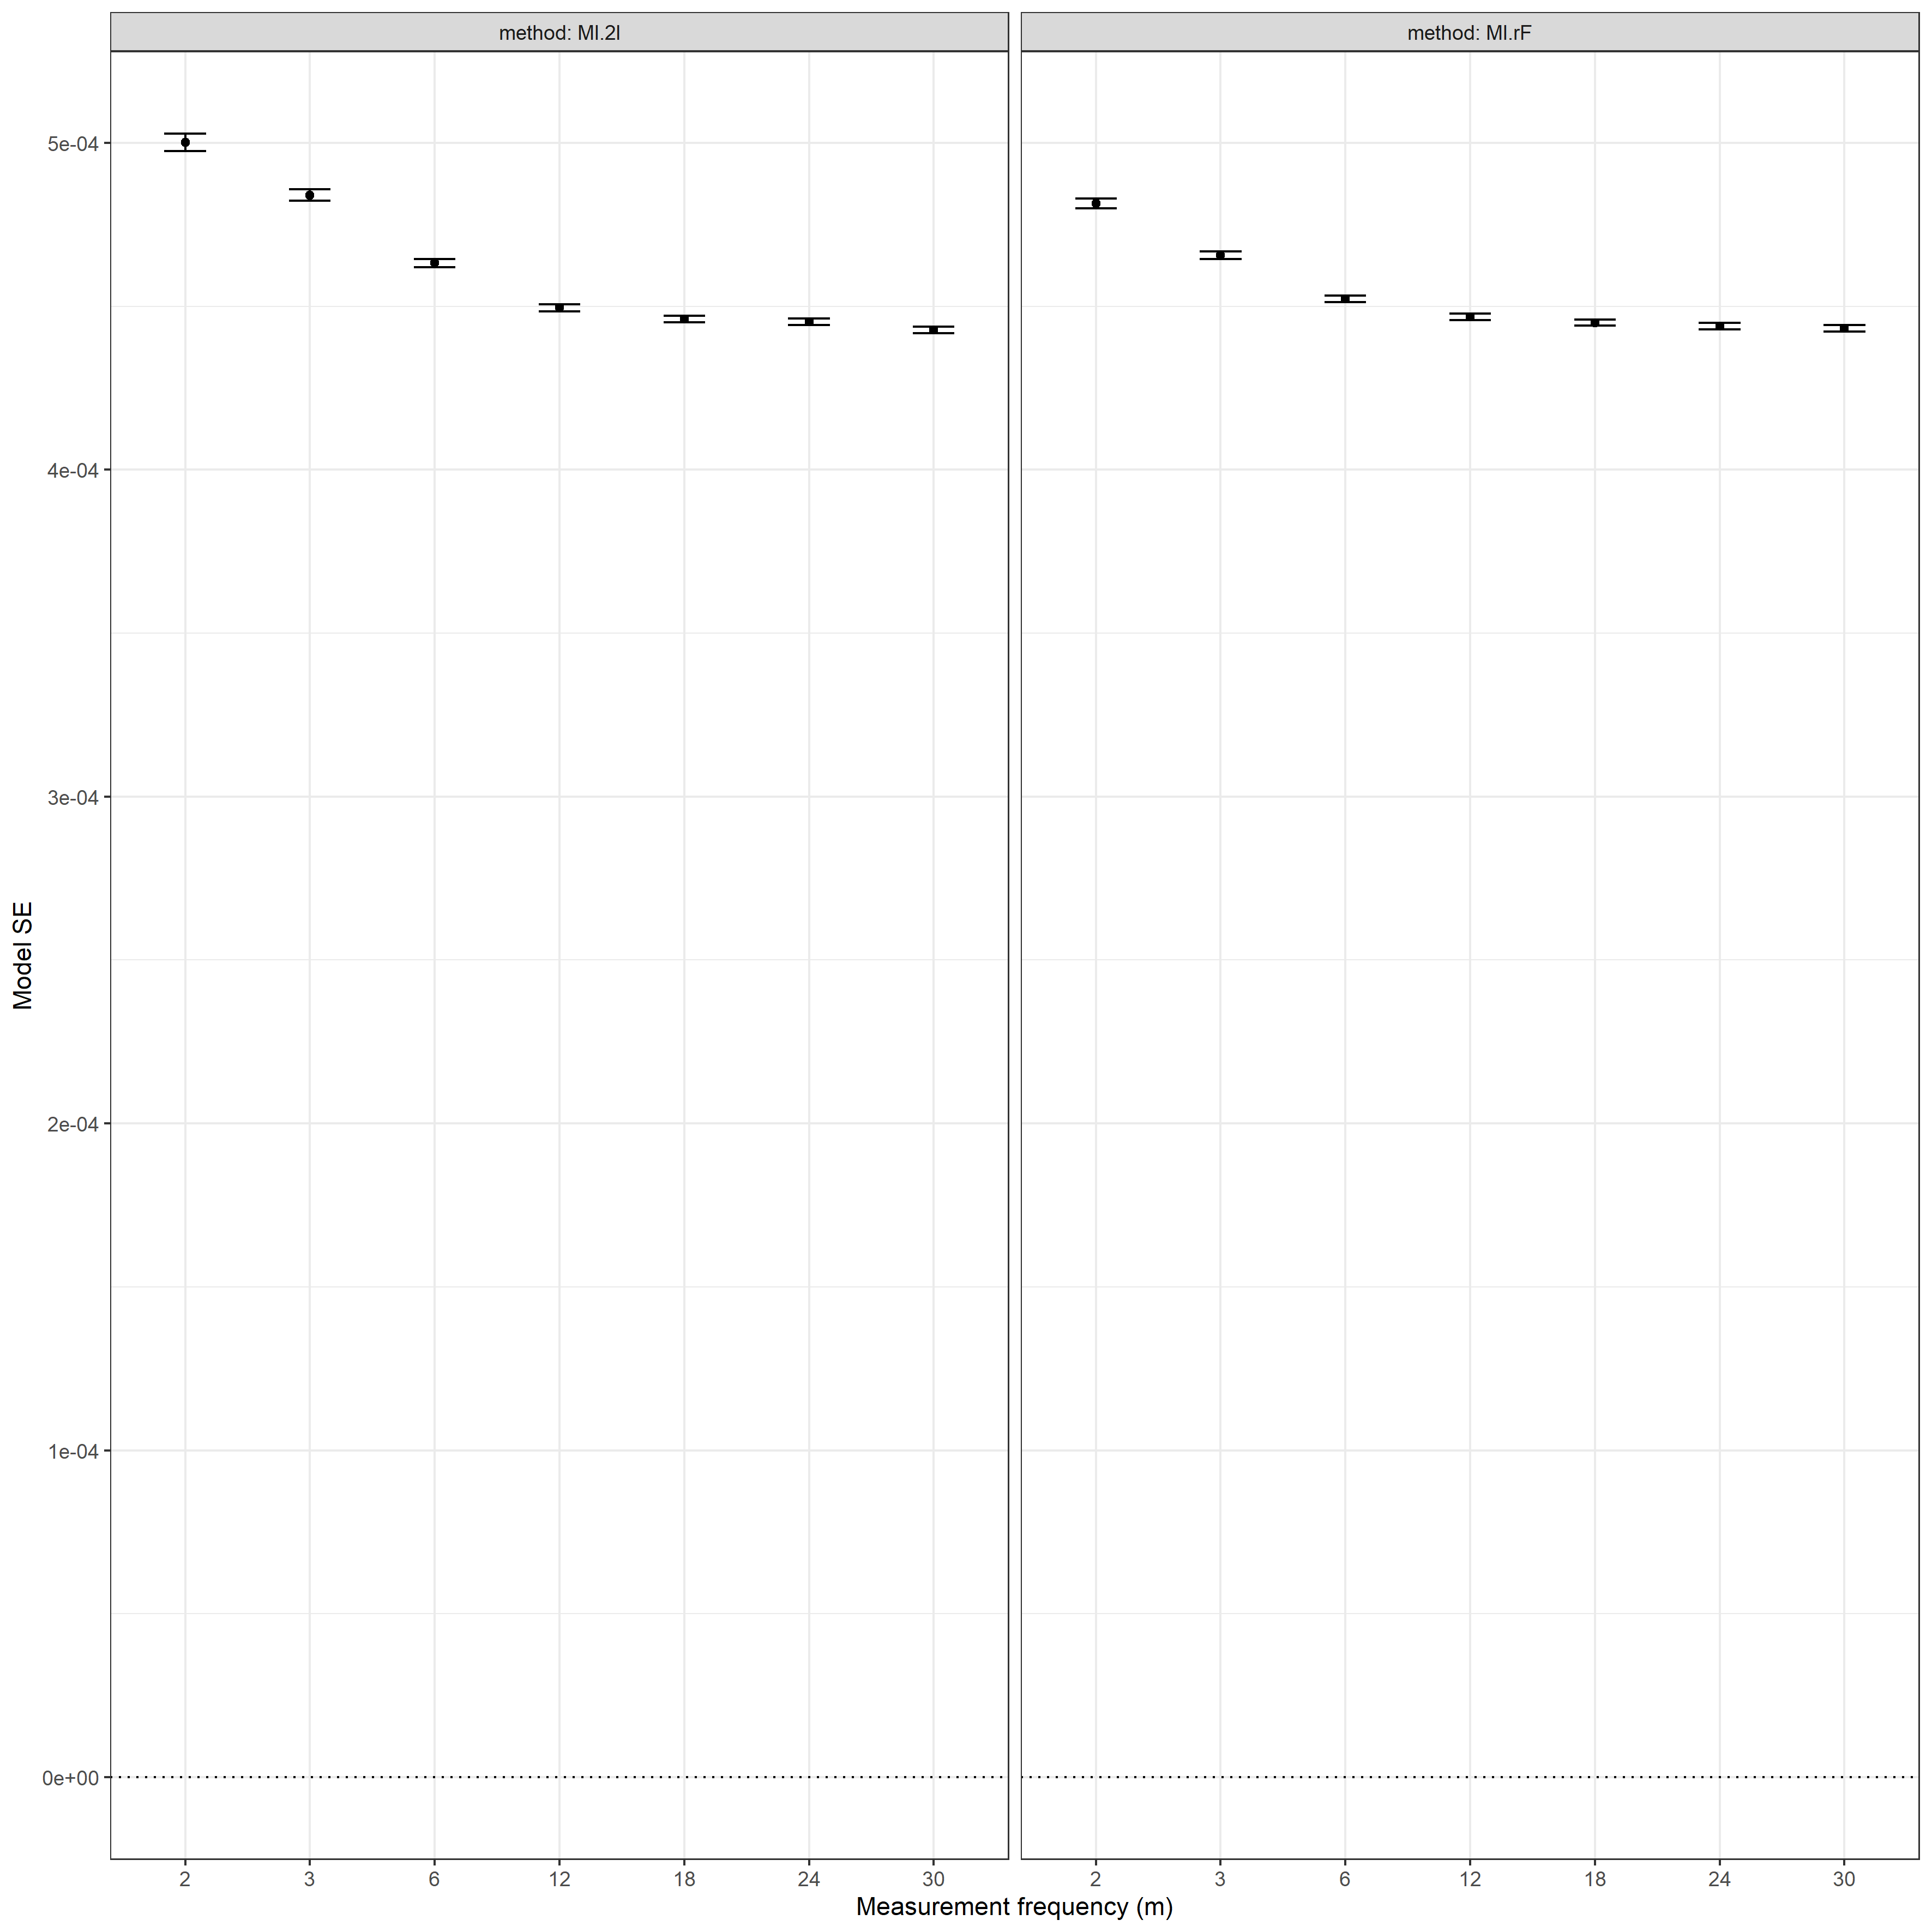 method: MI.2l
method: MI.rF
5e-04
4e-04
3e-04
2e-04
1e-04
0e+00
Model SE
2 3 6 12 18 24 30
2 3 6 12 18 24 30
Measurement frequency (m)